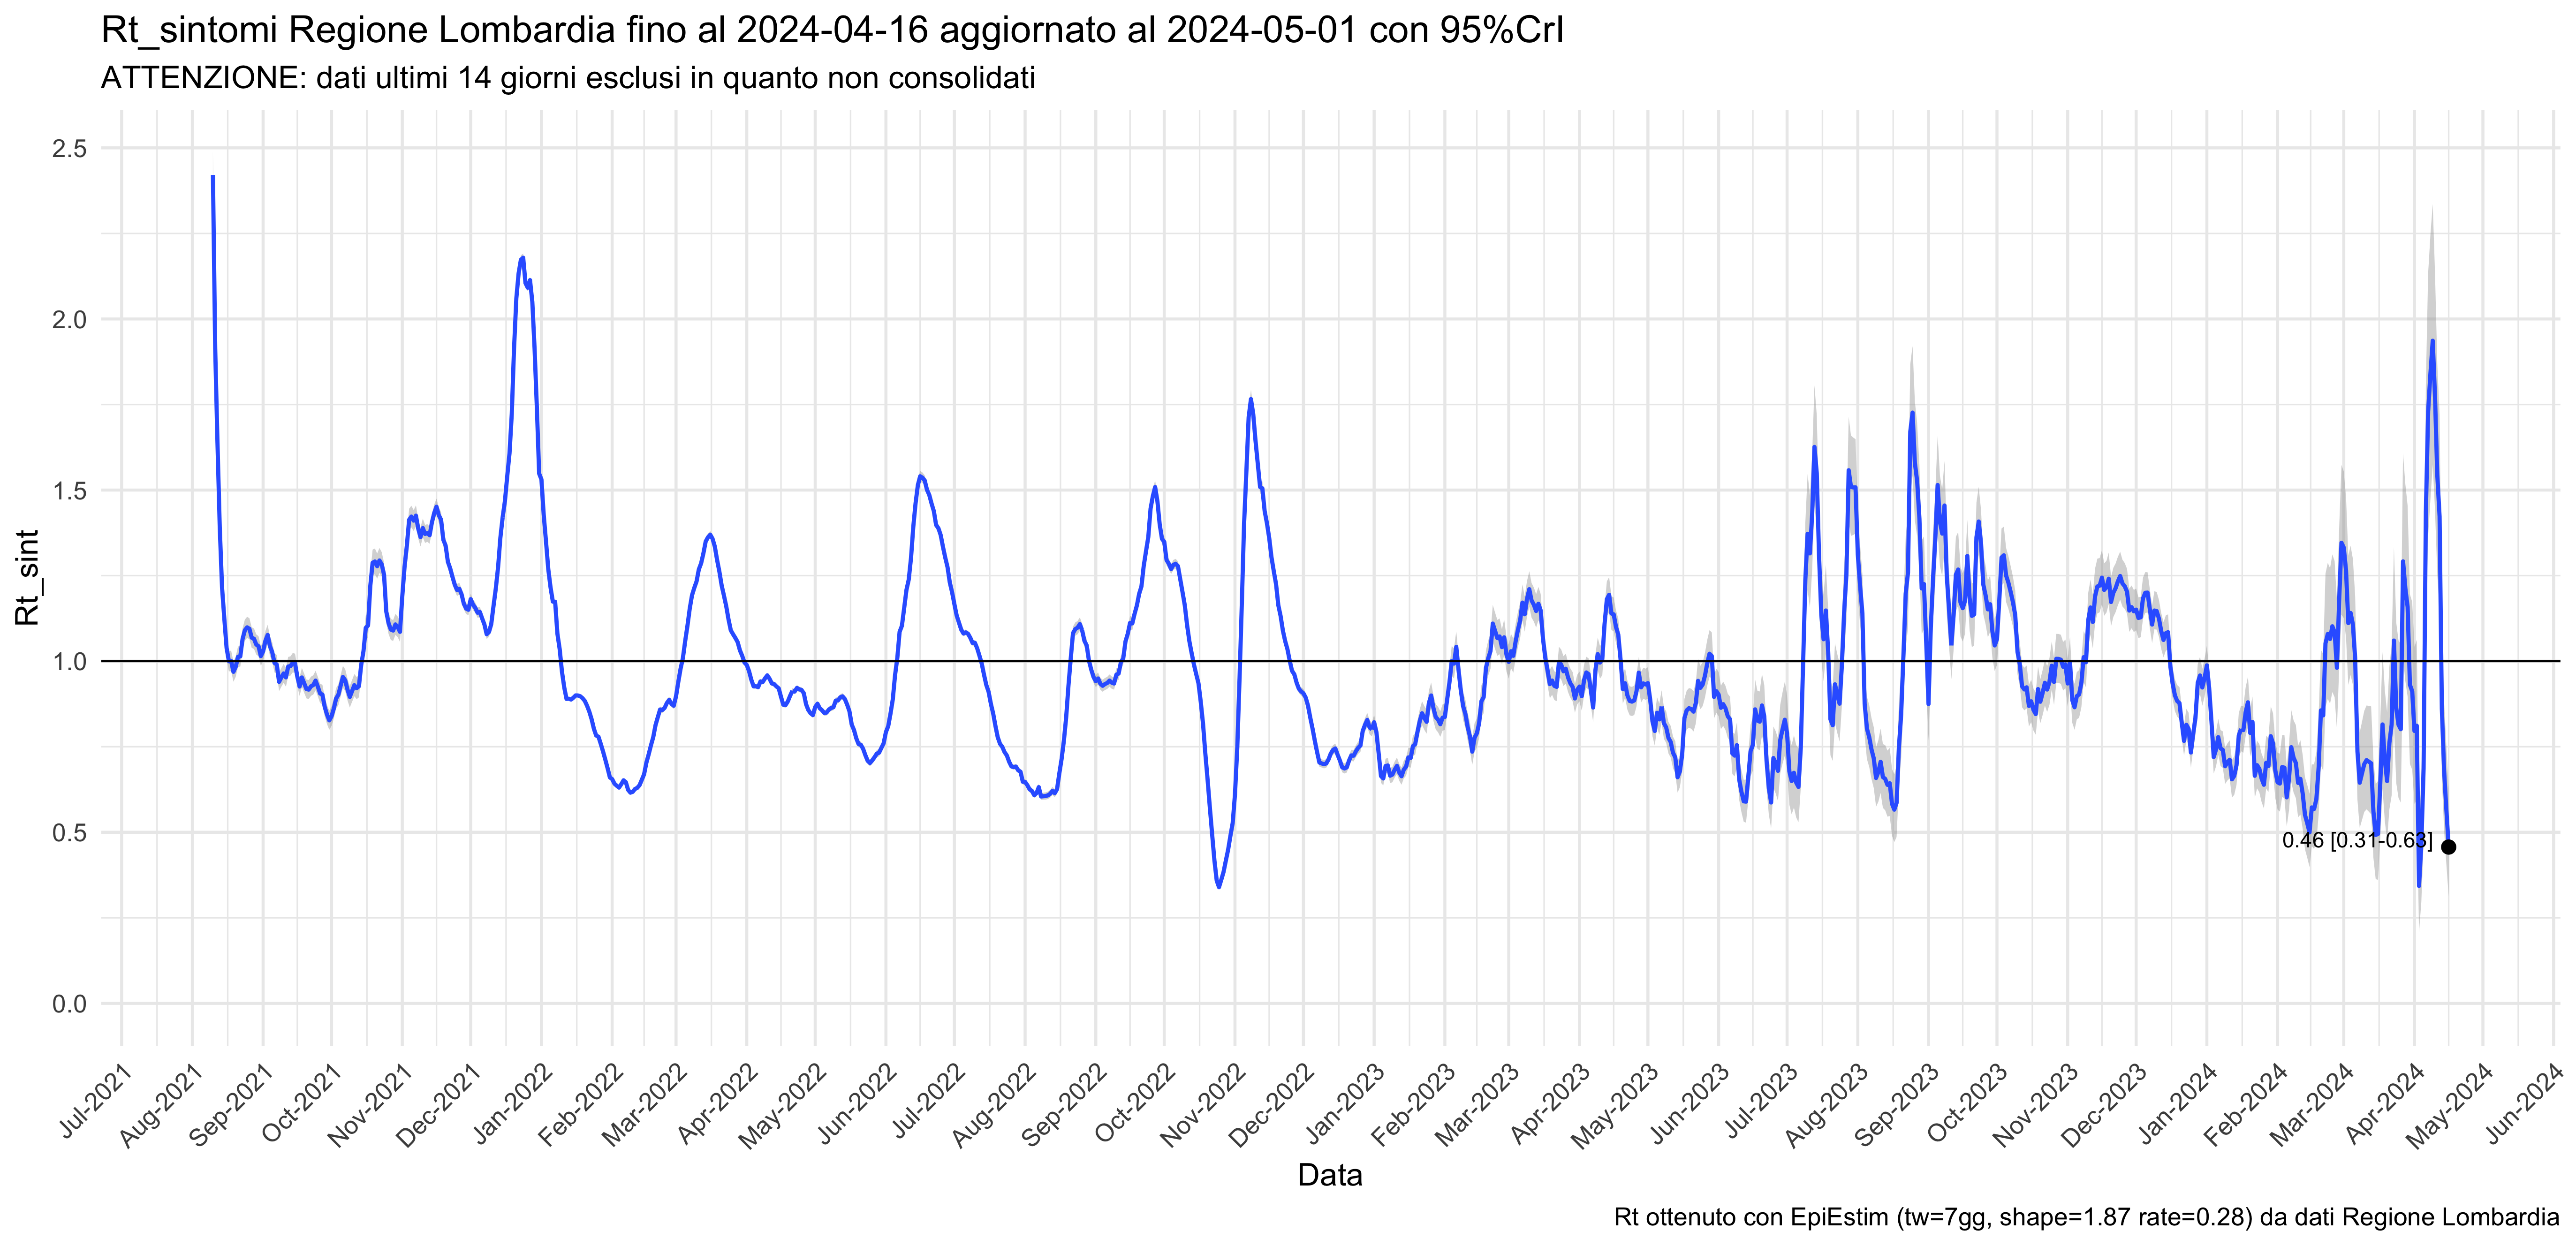 Rt_sintomi Regione Lombardia fino al 2024-04-16 aggiornato al 2024-05-01 con 95%CrI
ATTENZIONE: dati ultimi 14 giorni esclusi in quanto non consolidati
2.5
2.0
1.5
1.0
0.5
0.0
Rt_sint
0.46 [0.31-0.63]
Jul-2021
Aug-2021
Sep-2021
Oct-2021
Nov-2021
Dec-2021
Jan-2022
Feb-2022
Mar-2022
Apr-2022
May-2022
Jun-2022
Jul-2022
Aug-2022
Sep-2022
Oct-2022
Nov-2022
Dec-2022
Jan-2023
Feb-2023
Mar-2023
Apr-2023
May-2023
Jun-2023
Jul-2023
Aug-2023
Sep-2023
Oct-2023
Nov-2023
Dec-2023
Jan-2024
Feb-2024
Mar-2024
Apr-2024
May-2024
Jun-2024
Data
Rt ottenuto con EpiEstim (tw=7gg, shape=1.87 rate=0.28) da dati Regione Lombardia